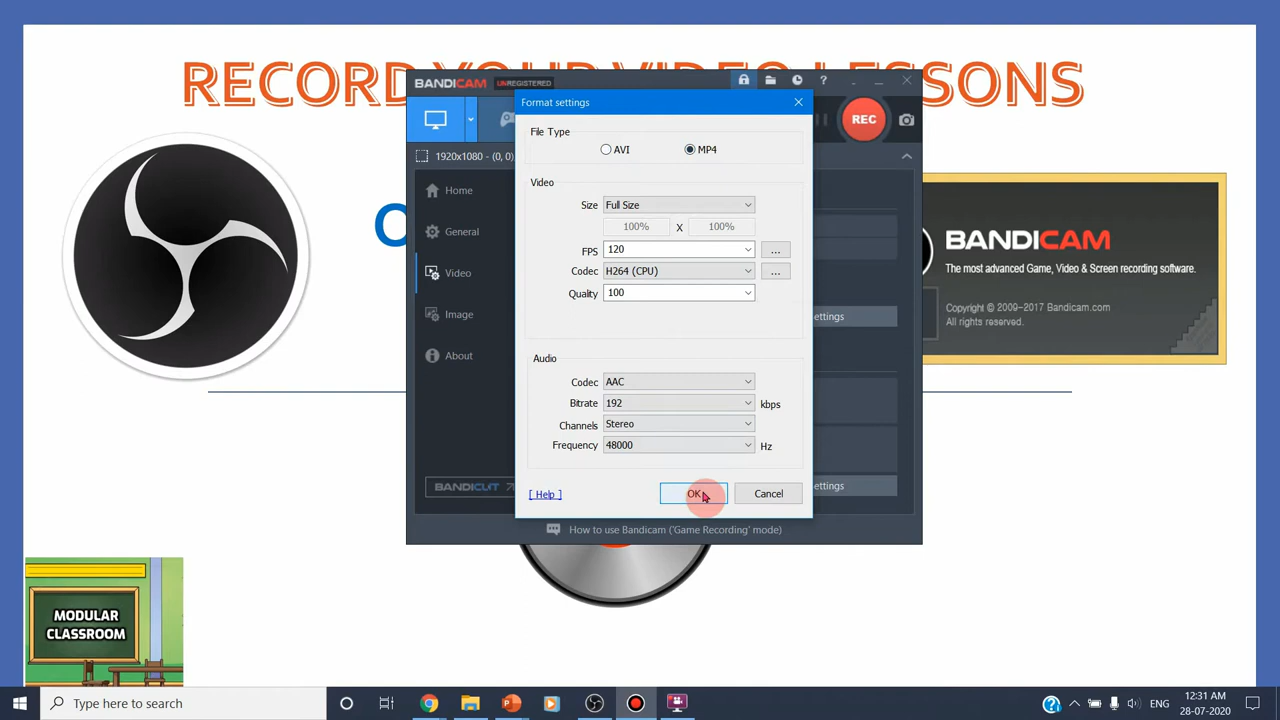 RECORD YOUR VIDEO LESSONS
BANDICAM UNREGISTERED
Format settings
File Type
AVI
MP4
REC
1920x1080 - (0, 0)
Video
Home
Size Full Size
100% X 100%
General
FPS 120 ...
Codec H264 (CPU) ...
Video
Quality 100
Image
ettings
About
Audio
Codec AAC
Bitrate 192 kbps
Channels Stereo
Frequency 48000 Hz
BANDICUT
ettings
[ Help ]
OK
Cancel
How to use Bandicam ('Game Recording' mode)
BANDICAM
The most advanced Game, Video & Screen recording software.
Copyright © 2009-2017 Bandicam.com
All rights reserved.
MODULAR
CLASSROOM
Type here to search
ENG
12:31 AM
28-07-2020